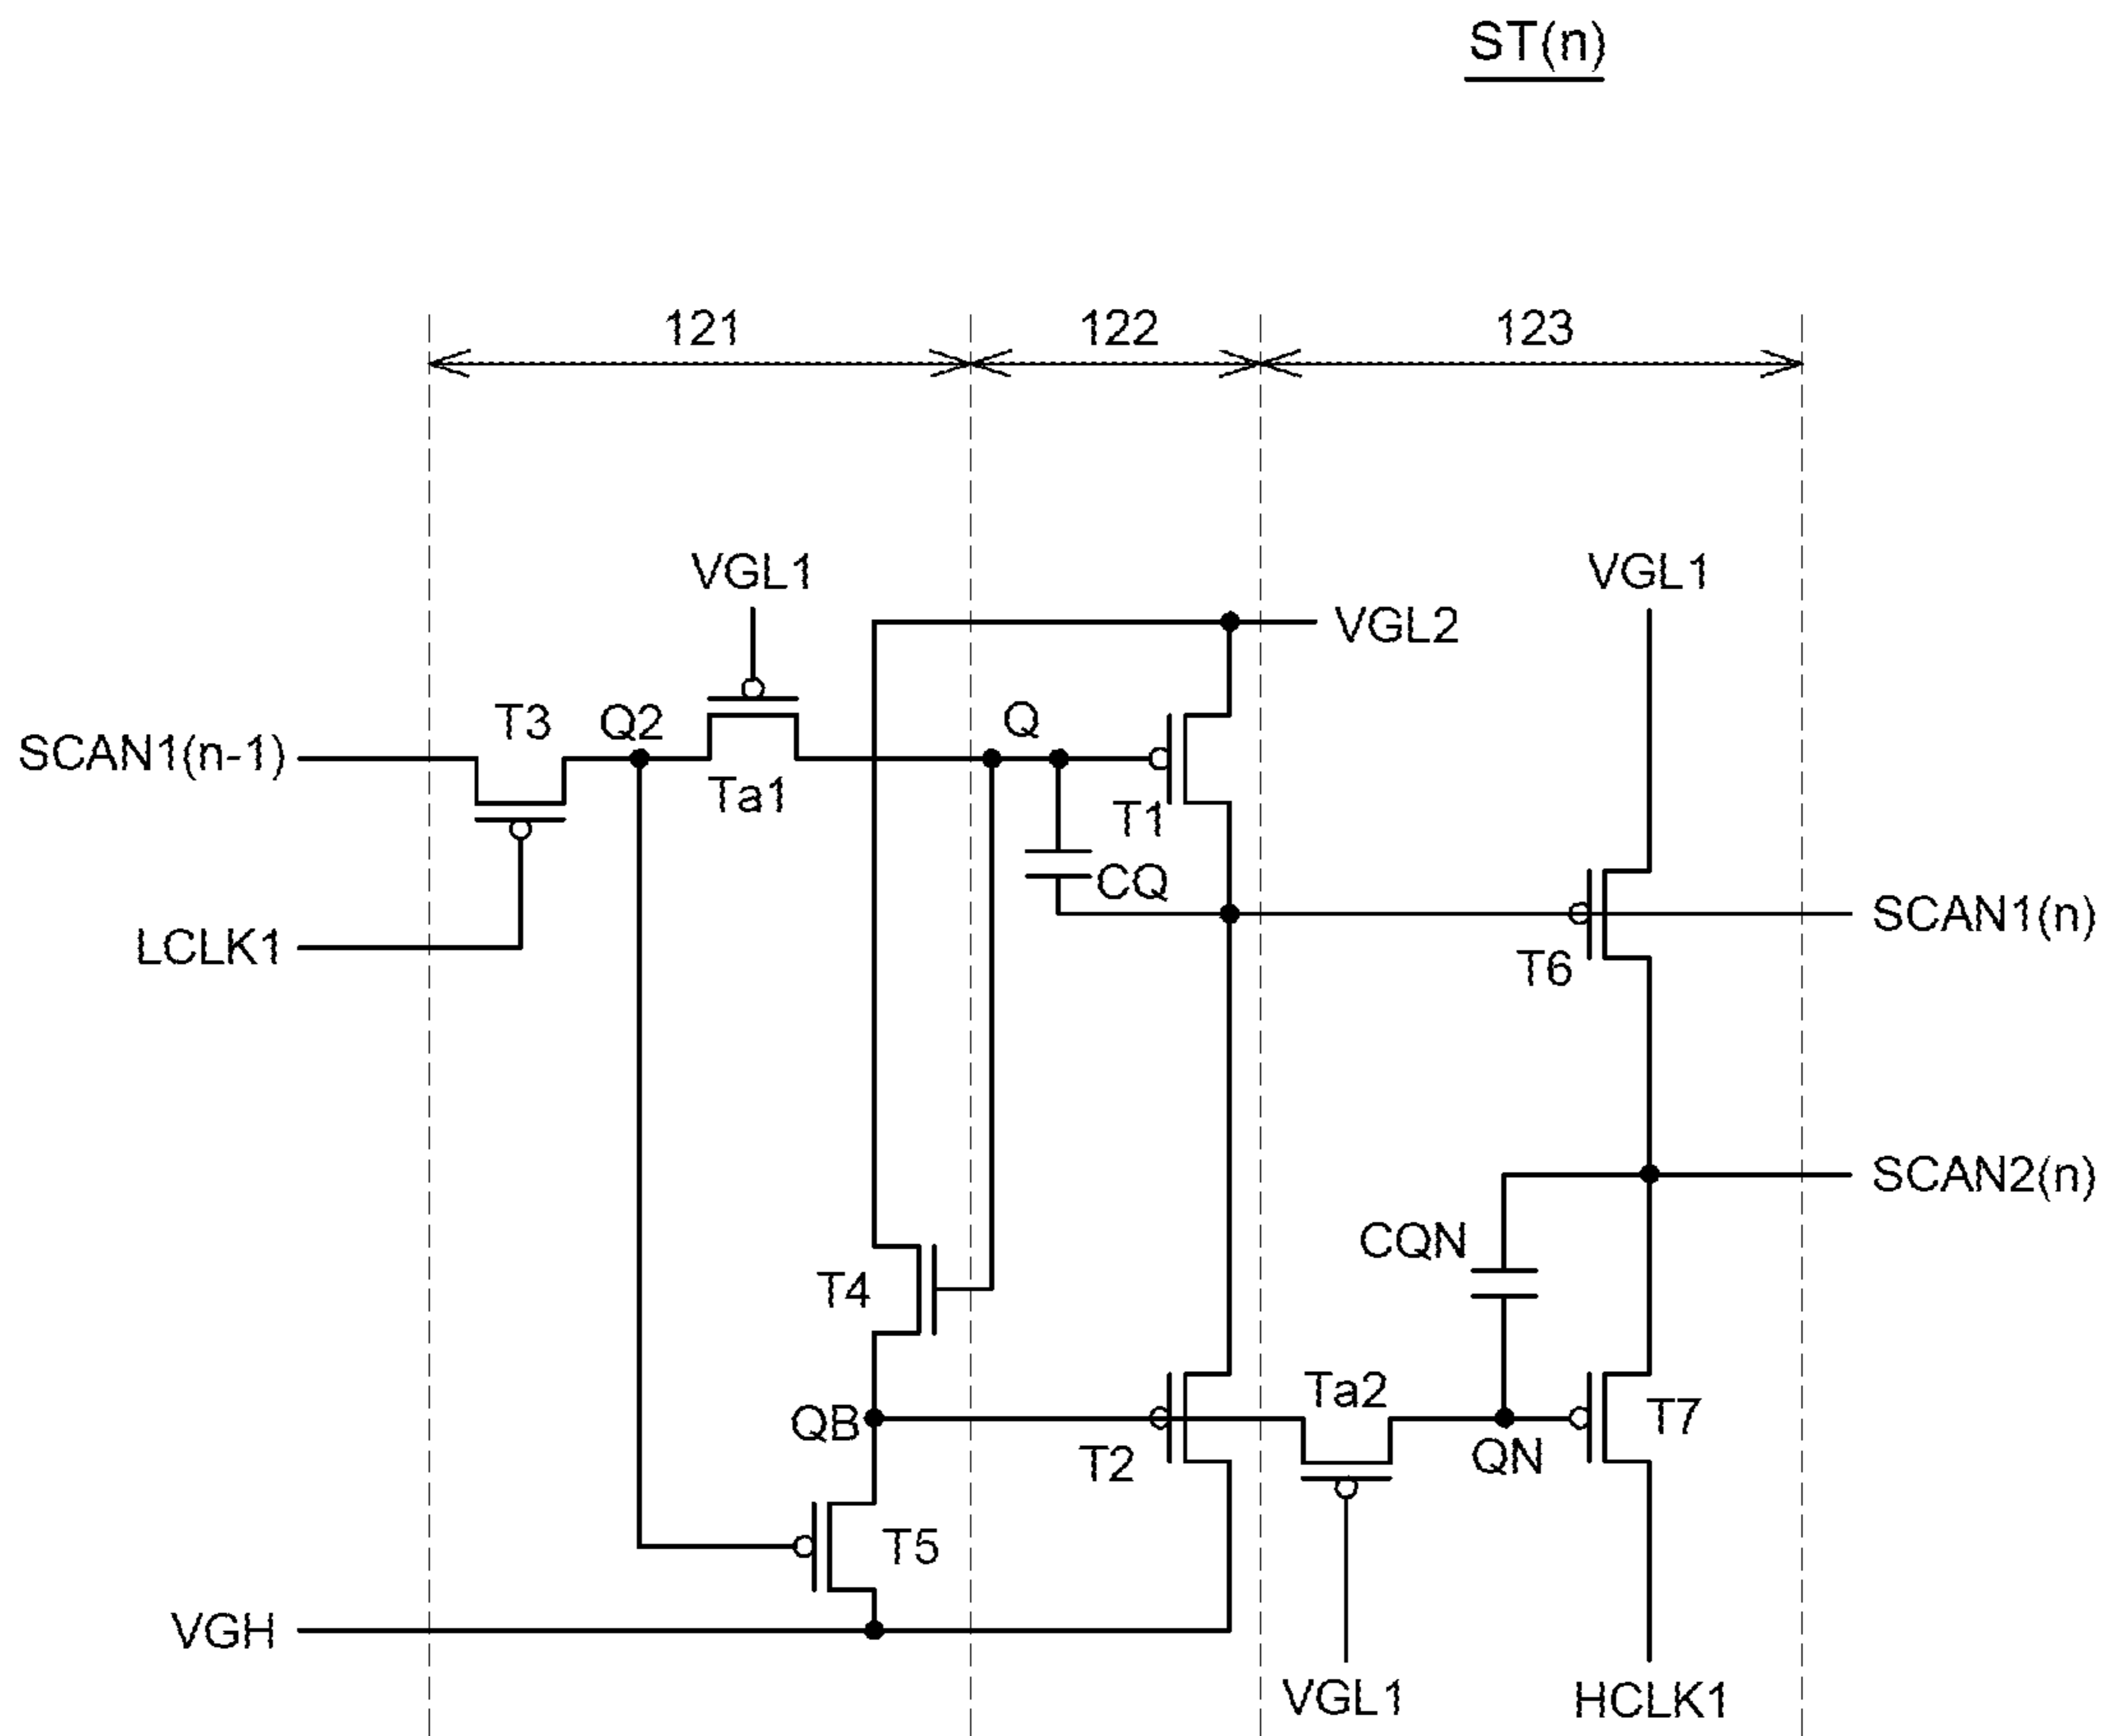 ST(n)
121
122
123
VGL1
VGL1
VGL2
T3
Q2
Q
SCAN1(n-1)
Ta1
T1
CQ
LCLK1
SCAN1(n)
T6
SCAN2(n)
CQN
T4
Ta2
QB
T7
T2
QN
T5
VGH
VGL1
HCLK1